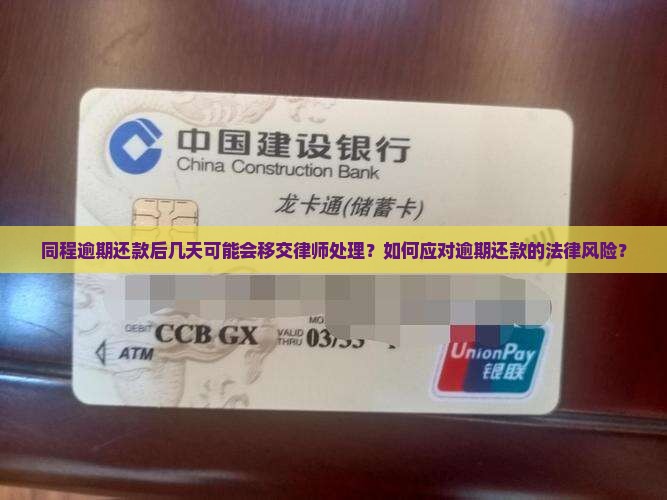 中国建设银行
China Construction Bank
龙卡通(储蓄卡)
同程逾期还款后几天可能会移交律师处理？如何应对逾期还款的法律风险？
DEBIT CCB GX VALID THRU 03/33
ATM
UnionPay
银联